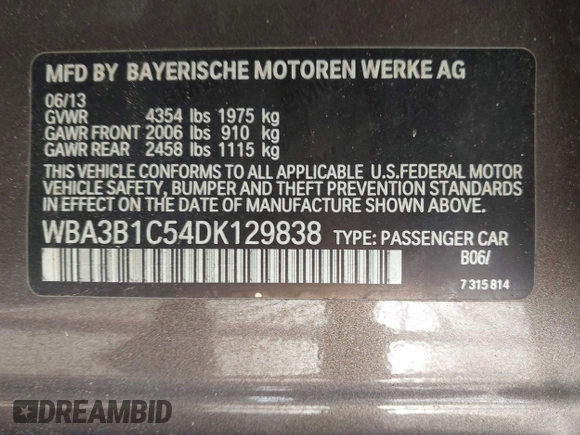 MFD BY BAYERISCHE MOTOREN WERKE AG
06/13
GVWR 4354 lbs 1975 kg
GAWR FRONT 2006 lbs 910 kg
GAWR REAR 2458 lbs 1115 kg
THIS VEHICLE CONFORMS TO ALL APPLICABLE U.S.FEDERAL MOTOR
VEHICLE SAFETY, BUMPER AND THEFT PREVENTION STANDARDS
IN EFFECT ON THE DATE OF MANUFACTURE SHOWN ABOVE.
WBA3B1C54DK129838 TYPE: PASSENGER CAR
B06/
7 315 814
DREAMBID